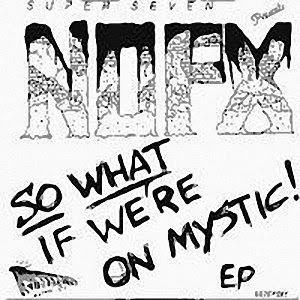 SUPER SEVEN
Presents
NOFX
SO WHAT
IF WE'RE
ON MYSTIC!
EP